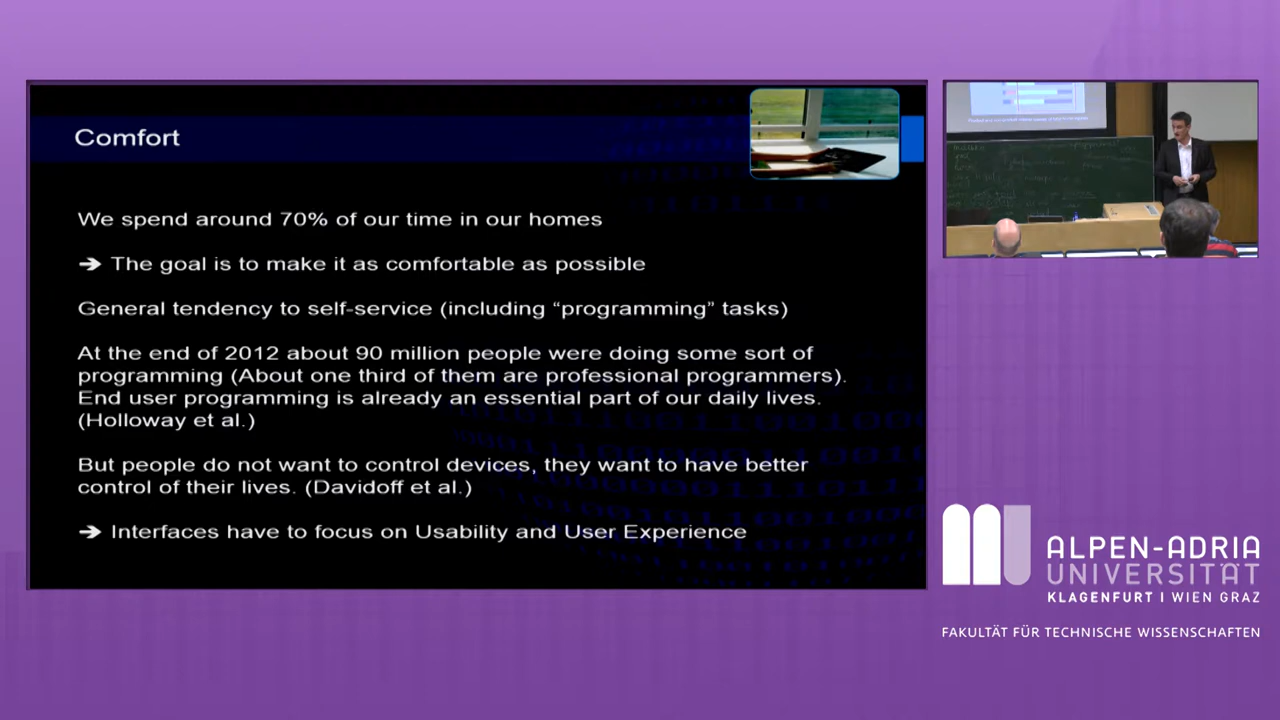 Comfort
We spend around 70% of our time in our homes
➔ The goal is to make it as comfortable as possible
General tendency to self-service (including “programming” tasks)
At the end of 2012 about 90 million people were doing some sort of
programming (About one third of them are professional programmers).
End user programming is already an essential part of our daily lives.
(Holloway et al.)
But people do not want to control devices, they want to have better
control of their lives. (Davidoff et al.)
➔ Interfaces have to focus on Usability and User Experience
ALPEN-ADRIA
UNIVERSITÄT
KLAGENFURT I WIEN GRAZ
FAKULTÄT FÜR TECHNISCHE WISSENSCHAFTEN